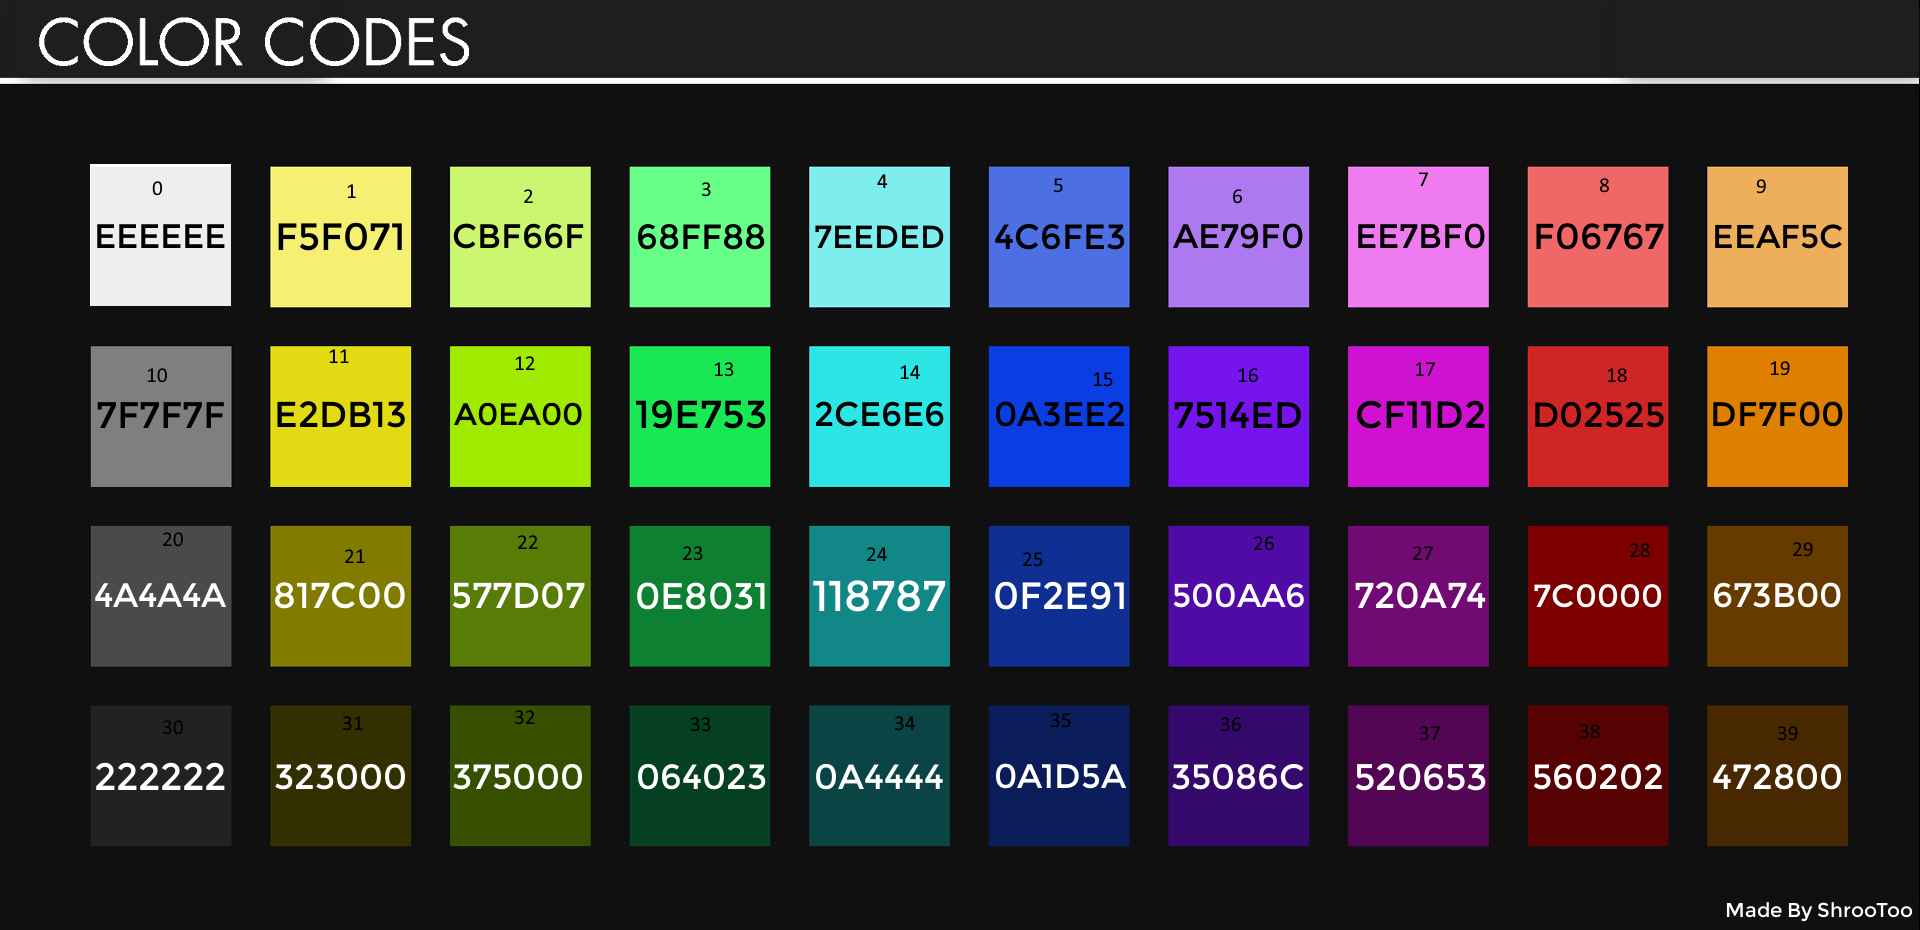 COLOR CODES
0 1 2 3 4 5 6 7 8 9
EEEEEE F5F071 CBF66F 68FF88 7EEDED 4C6FE3 AE79F0 EE7BF0 F06767 EEAF5C
10 11 12 13 14 15 16 17 18 19
7F7F7F E2DB13 A0EA00 19E753 2CE6E6 0A3EE2 7514ED CF11D2 D02525 DF7F00
20 21 22 23 24 25 26 27 28 29
4A4A4A 817C00 577D07 0E8031 118787 0F2E91 500AA6 720A74 7C0000 673B00
30 31 32 33 34 35 36 37 38 39
222222 323000 375000 064023 0A4444 0A1D5A 35086C 520653 560202 472800
Made By ShrooToo